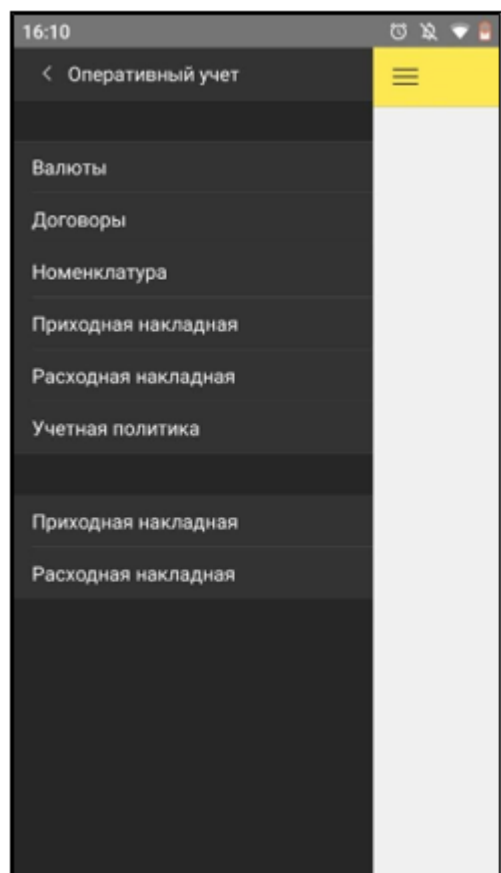 16:10
Оперативный учет
Валюты
Договоры
Номенклатура
Приходная накладная
Расходная накладная
Учетная политика
Приходная накладная
Расходная накладная